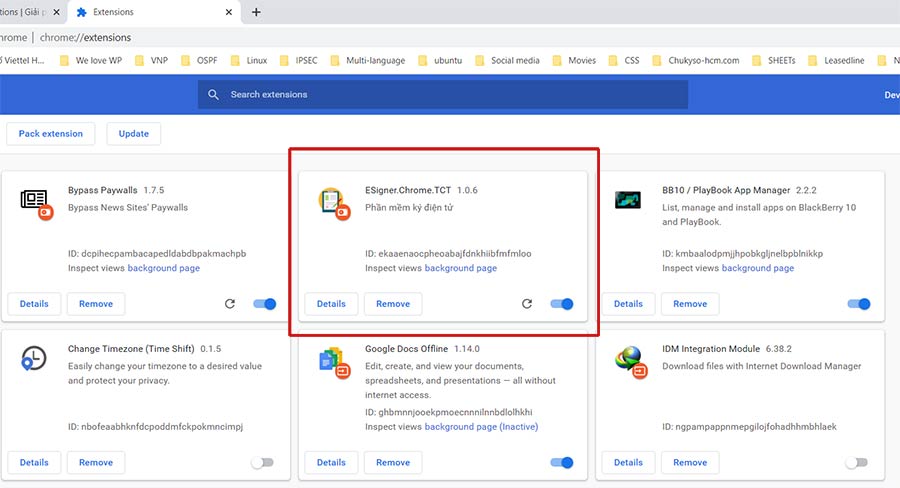 tions | Giải p
Extensions
hrome | chrome://extensions
ố Viettel H...
We love WP
VNP
OSPF
Linux
IPSEC
Multi-language
ubuntu
Social media
Movies
CSS
Chukyso-hcm.com
SHEETs
Leasedline
N
Search extensions
Dev
Pack extension
Update
Bypass Paywalls 1.7.5
Bypass News Sites' Paywalls
ID: dcpihecpambacapedldabdbpakmachpb
Inspect views background page
Details
Remove
ESigner.Chrome.TCT 1.0.6
Phần mềm ký điện tử
ID: ekaaenaocpheoabajfdnkhiibfmfmloo
Inspect views background page
Details
Remove
BB10 / PlayBook App Manager 2.2.2
List, manage and install apps on BlackBerry 10
and PlayBook.
ID: kmbaalodpmjjhpobkgljnelbpblnikkp
Inspect views background page
Details
Remove
Change Timezone (Time Shift) 0.1.5
Easily change your timezone to a desired value
and protect your privacy.
ID: nbofeaabhknfdcpoddmfckpokmncimpj
Details
Remove
Google Docs Offline 1.14.0
Edit, create, and view your documents,
spreadsheets, and presentations — all without
internet access.
ID: ghbmnnjooekpmoecnnnilnnbdlolhkhi
Inspect views background page (Inactive)
Details
Remove
IDM Integration Module 6.38.2
Download files with Internet Download Manager
ID: ngpampappnmepgilojfohadhhmbhlaek
Details
Remove